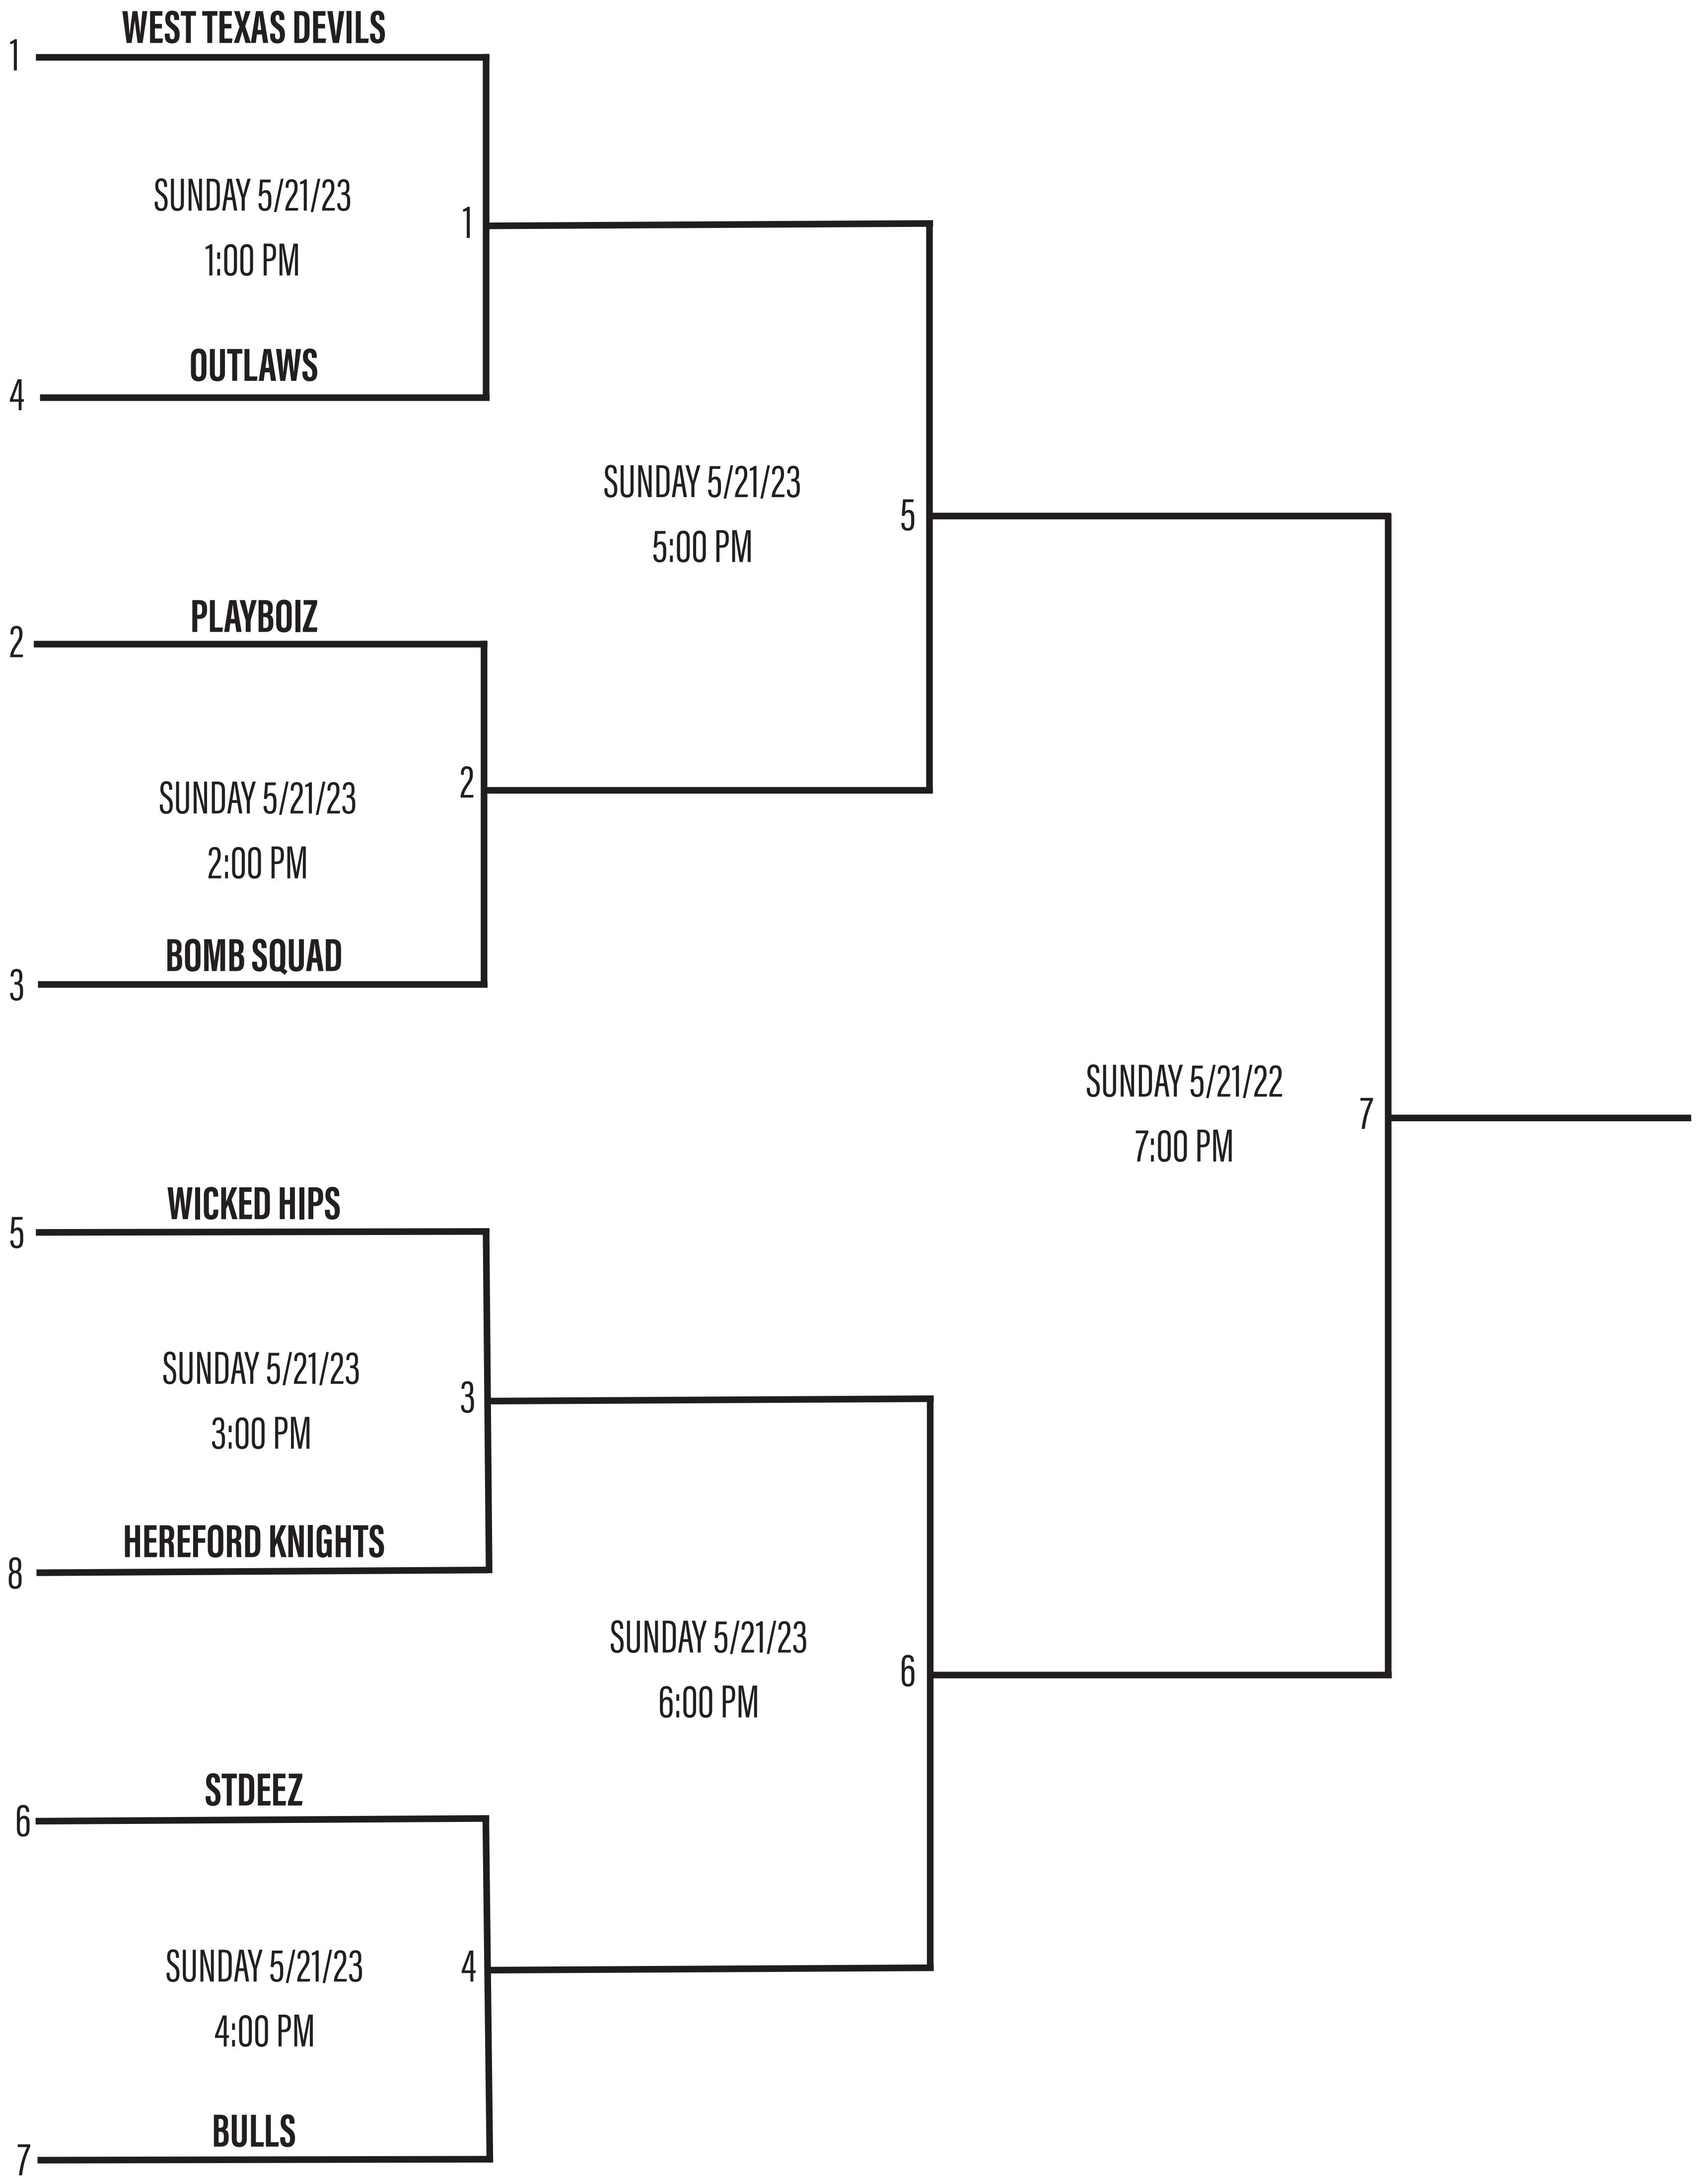 WEST TEXAS DEVILS
1
SUNDAY 5/21/23
1
1:00 PM
OUTLAWS
4
SUNDAY 5/21/23
5
5:00 PM
PLAYBOIZ
2
SUNDAY 5/21/23
2
2:00 PM
BOMB SQUAD
3
SUNDAY 5/21/22
7
7:00 PM
WICKED HIPS
5
SUNDAY 5/21/23
3
3:00 PM
HEREFORD KNIGHTS
8
SUNDAY 5/21/23
6
6:00 PM
STDEEZ
6
SUNDAY 5/21/23
4
4:00 PM
BULLS
7